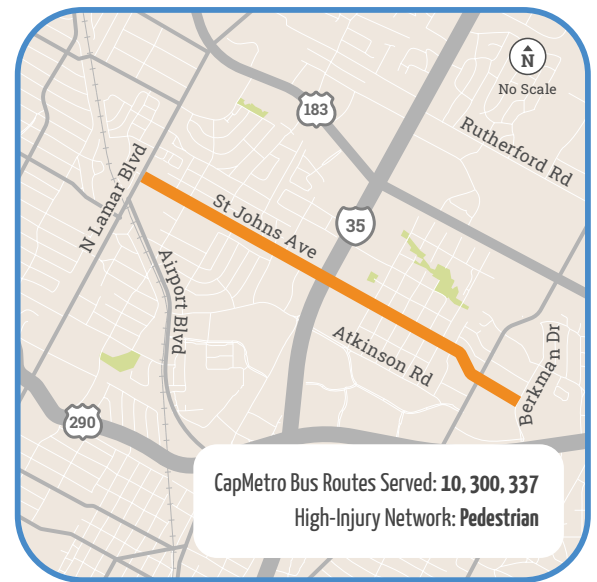 N
No Scale
183
Rutherford Rd
N Lamar Blvd
St Johns Ave
35
Airport Blvd
Atkinson Rd
Berkman Dr
290
CapMetro Bus Routes Served: 10, 300, 337
High-Injury Network: Pedestrian